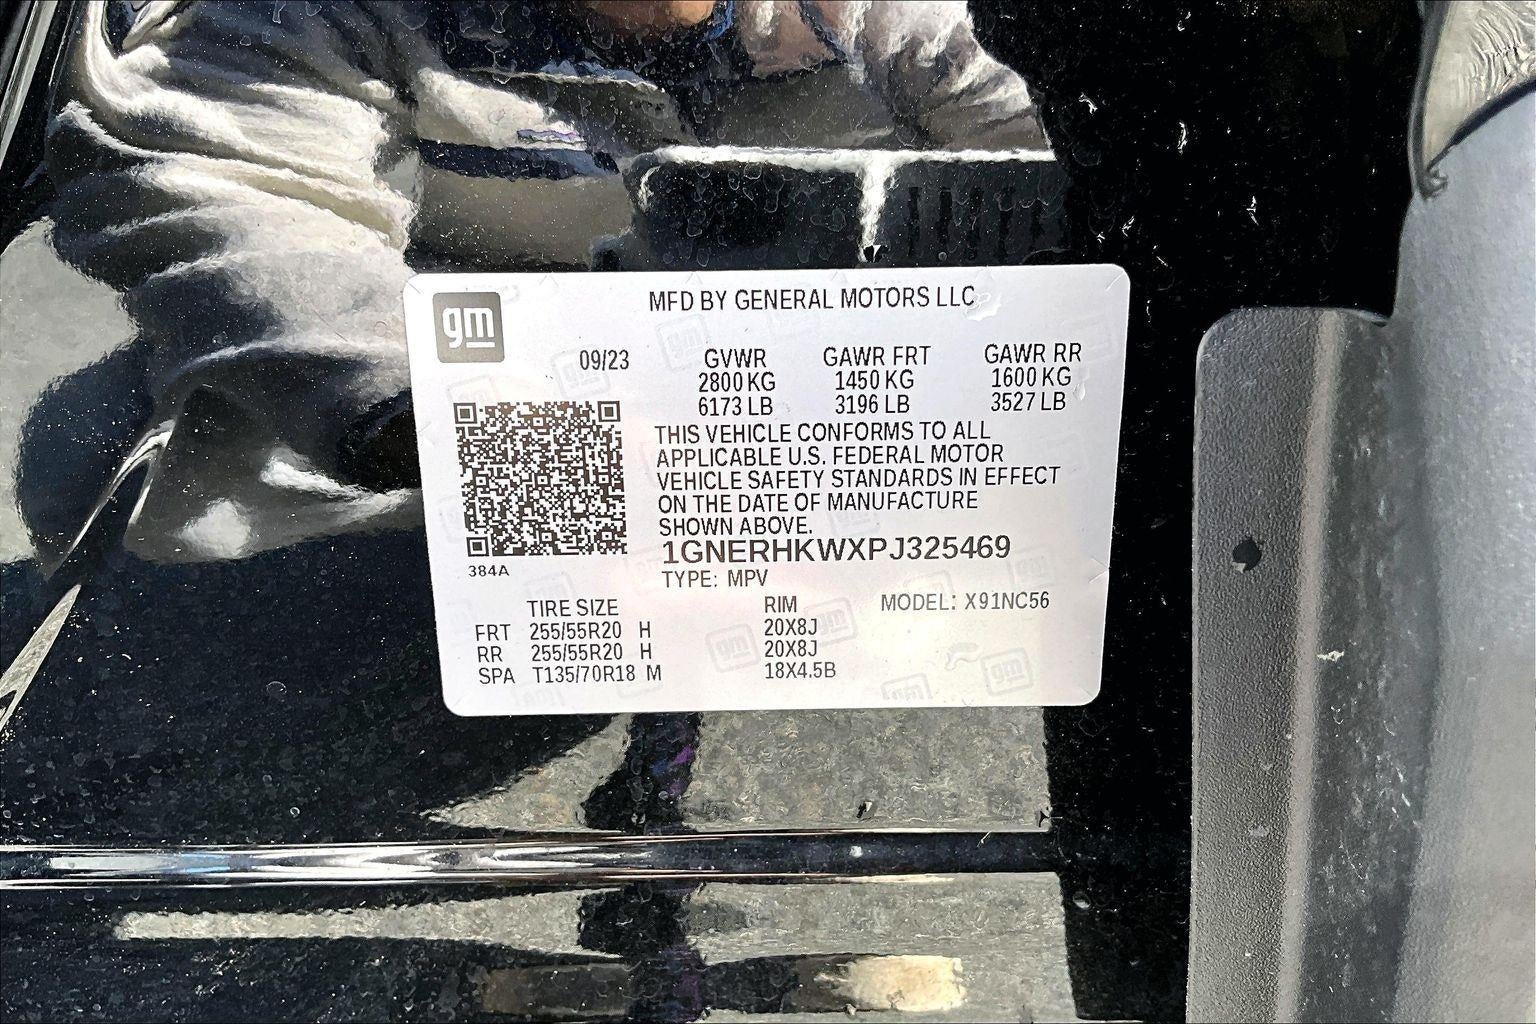 gm
MFD BY GENERAL MOTORS LLC
09/23 GVWR GAWR FRT GAWR RR
2800 KG 1450 KG 1600 KG
6173 LB 3196 LB 3527 LB
THIS VEHICLE CONFORMS TO ALL
APPLICABLE U.S. FEDERAL MOTOR
VEHICLE SAFETY STANDARDS IN EFFECT
ON THE DATE OF MANUFACTURE
SHOWN ABOVE.
1GNERHKWXPJ325469
384A
TYPE: MPV
TIRE SIZE RIM MODEL: X91NC56
FRT 255/55R20 H 20X8J
RR 255/55R20 H 20X8J
SPA T135/70R18 M 18X4.5B